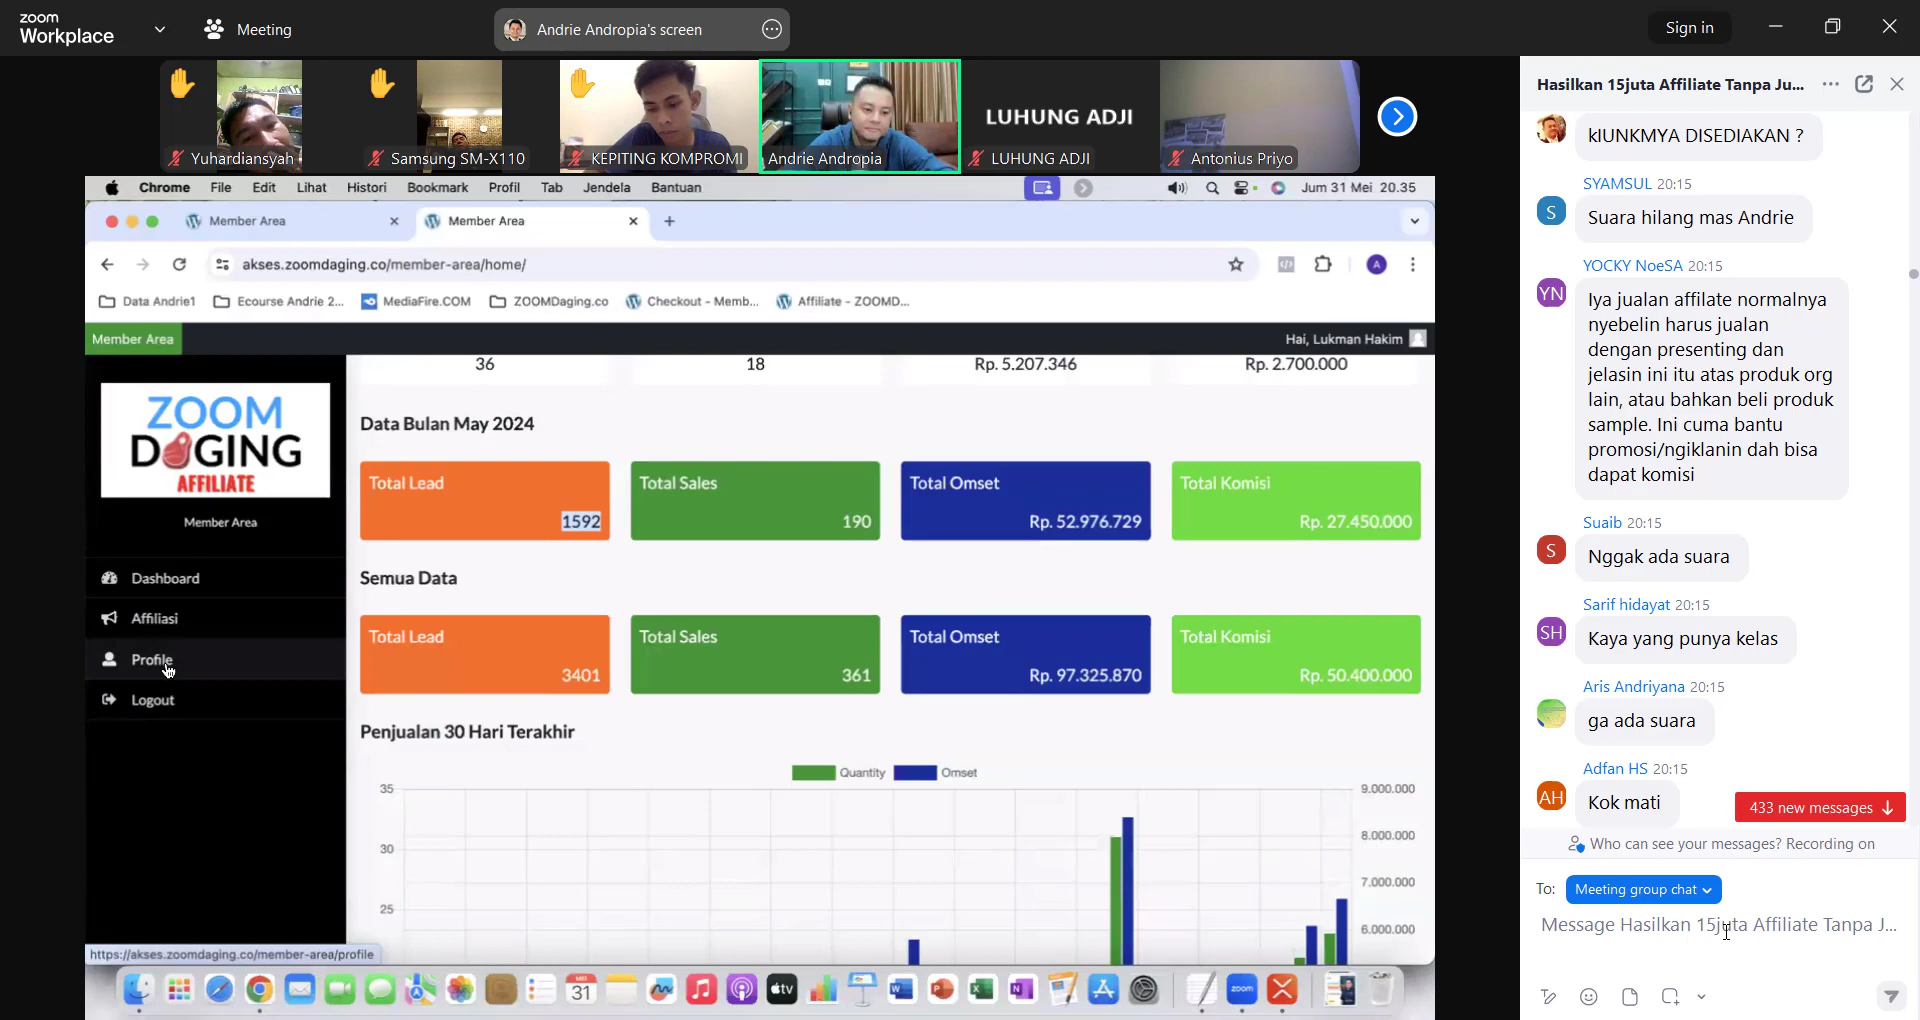 zoom
Workplace
Meeting
Andrie Andropia's screen
Sign in
Yuhardiansyah
Samsung SM-X110
KEPITING KOMPROMI
Andrie Andropia
LUHUNG ADJI
LUHUNG ADJI
Antonius Priyo
Chrome File Edit Lihat Histori Bookmark Profil Tab Jendela Bantuan
Jum 31 Mei 20.35
Member Area
Member Area
akses.zoomdaging.co/member-area/home/
A
Data Andrie1
Ecourse Andrie 2...
MediaFire.COM
ZOOMDaging.co
Checkout - Memb...
Affiliate - ZOOMD...
Member Area
Hai, Lukman Hakim
ZOOM
DAGING
AFFILIATE
Member Area
Dashboard
Affiliasi
Profile
Logout
36 18 Rp. 5.207.346 Rp. 2.700.000
Data Bulan May 2024
Total Lead
1592
Total Sales
190
Total Omset
Rp. 52.976.729
Total Komisi
Rp. 27.450.000
Semua Data
Total Lead
3401
Total Sales
361
Total Omset
Rp. 97.325.870
Total Komisi
Rp. 50.400.000
Penjualan 30 Hari Terakhir
Quantity Omset
35
30
25
9.000.000
8.000.000
7.000.000
6.000.000
https://akses.zoomdaging.co/member-area/profile
31
tv
zoom
Hasilkan 15juta Affiliate Tanpa Ju...
kIUNKMYA DISEDIAKAN ?
SYAMSUL 20:15
S
Suara hilang mas Andrie
YOCKY NoeSA 20:15
YN
Iya jualan affilate normalnya
nyebelin harus jualan
dengan presenting dan
jelasin ini itu atas produk org
lain, atau bahkan beli produk
sample. Ini cuma bantu
promosi/ngiklanin dah bisa
dapat komisi
Suaib 20:15
S
Nggak ada suara
Sarif hidayat 20:15
SH
Kaya yang punya kelas
Aris Andriyana 20:15
ga ada suara
Adfan HS 20:15
AH
Kok mati
433 new messages
Who can see your messages? Recording on
To: Meeting group chat
Message Hasilkan 15juta Affiliate Tanpa J...